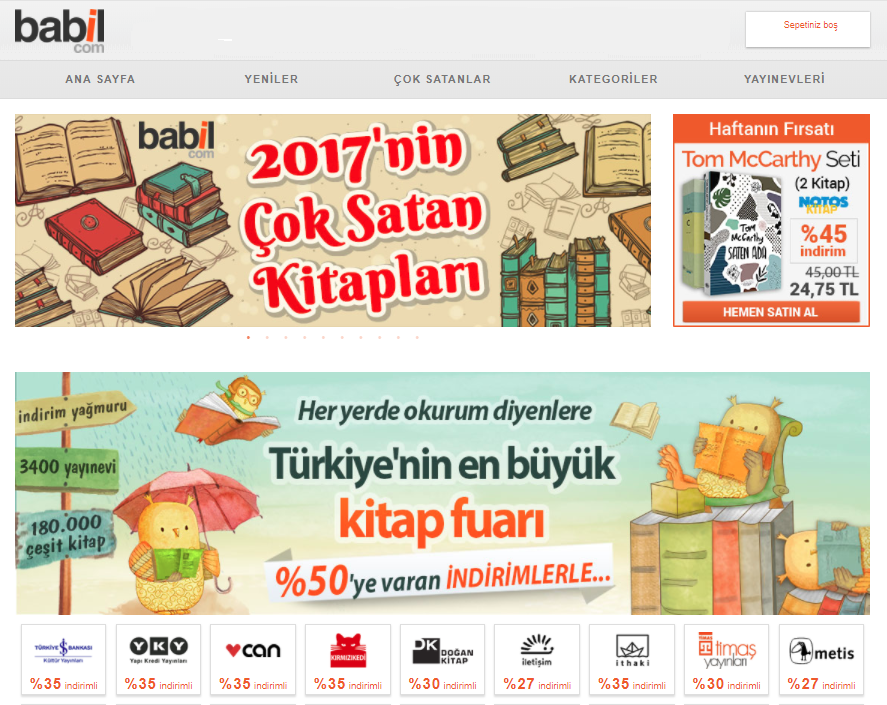 babil
com
Sepetiniz boş
ANA SAYFA
YENİLER
ÇOK SATANLAR
KATEGORİLER
YAYINEVLERİ
babil
com
2017'nin
Çok Satan
Kitapları
Haftanın Fırsatı
Tom McCarthy Seti
(2 Kitap)
NOTOS
KİTAP
Tom
McCarthy
SATEN ADA
%45
indirim
45,00 TL
24,75 TL
HEMEN SATIN AL
indirim yağmuru
3400 yayınevi
180.000
çeşit kitap
Her yerde okurum diyenlere
Türkiye'nin en büyük
kitap fuarı
%50'ye varan İNDİRİMLERLE...
TÜRKİYE İŞ BANKASI
Kültür Yayınları
%35 indirimli
YKY
Yapı Kredi Yayınları
%35 indirimli
can
%35 indirimli
KIRMIZIKEDİ
%35 indirimli
DK DOĞAN
KİTAP
%30 indirimli
iletişim
%27 indirimli
ithaki
%35 indirimli
timaş
yayınları
%30 indirimli
metis
%27 indirimli